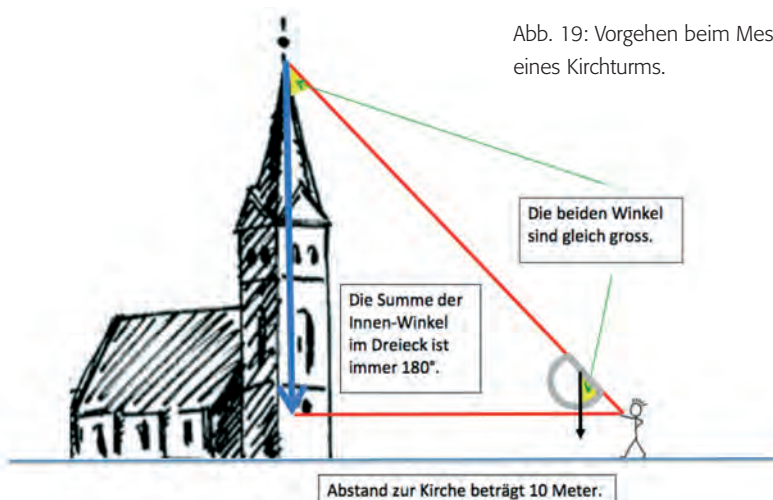 Abb. 19: Vorgehen beim Mes
eines Kirchturms.
Die beiden Winkel
sind gleich gross.
Die Summe der
Innen-Winkel
im Dreieck ist
immer 180°.
Abstand zur Kirche beträgt 10 Meter.